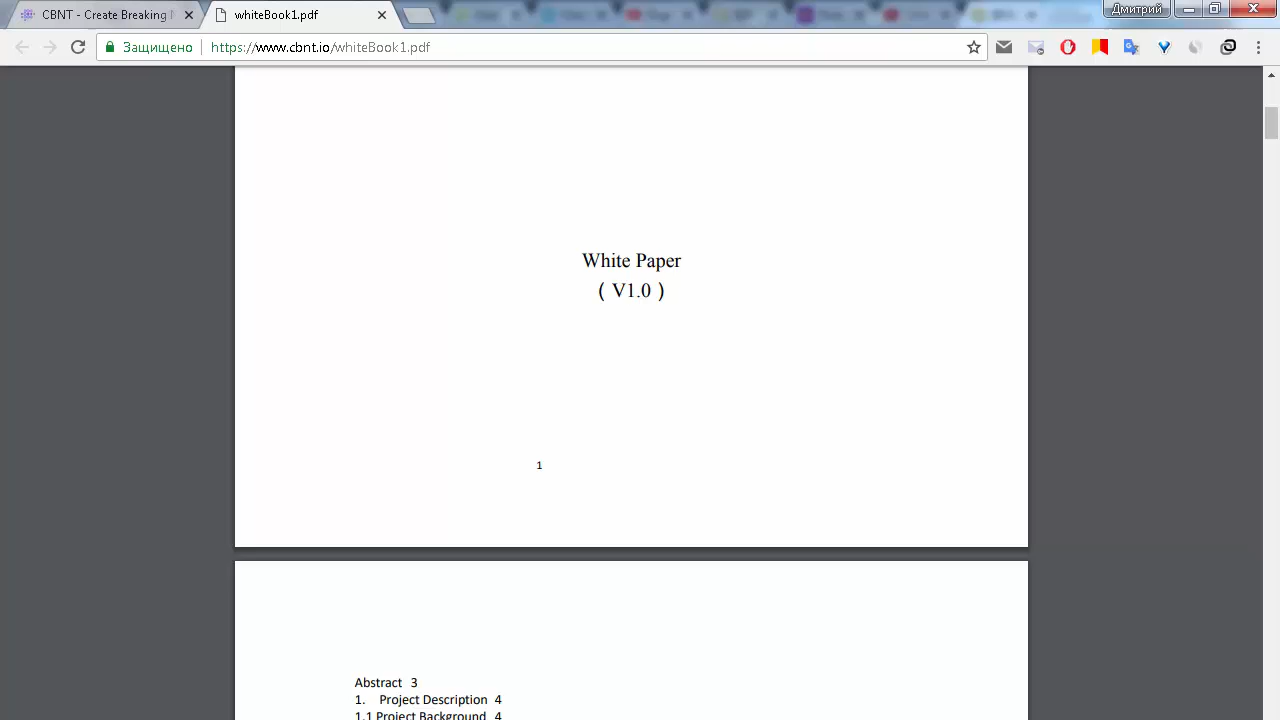 CBNT - Create Breaking
whiteBook1.pdf
Дмитрий
Защищено
https://www.cbnt.io/whiteBook1.pdf
White Paper
( V1.0 )
1
Abstract 3
1. Project Description 4
1.1 Project Background 4